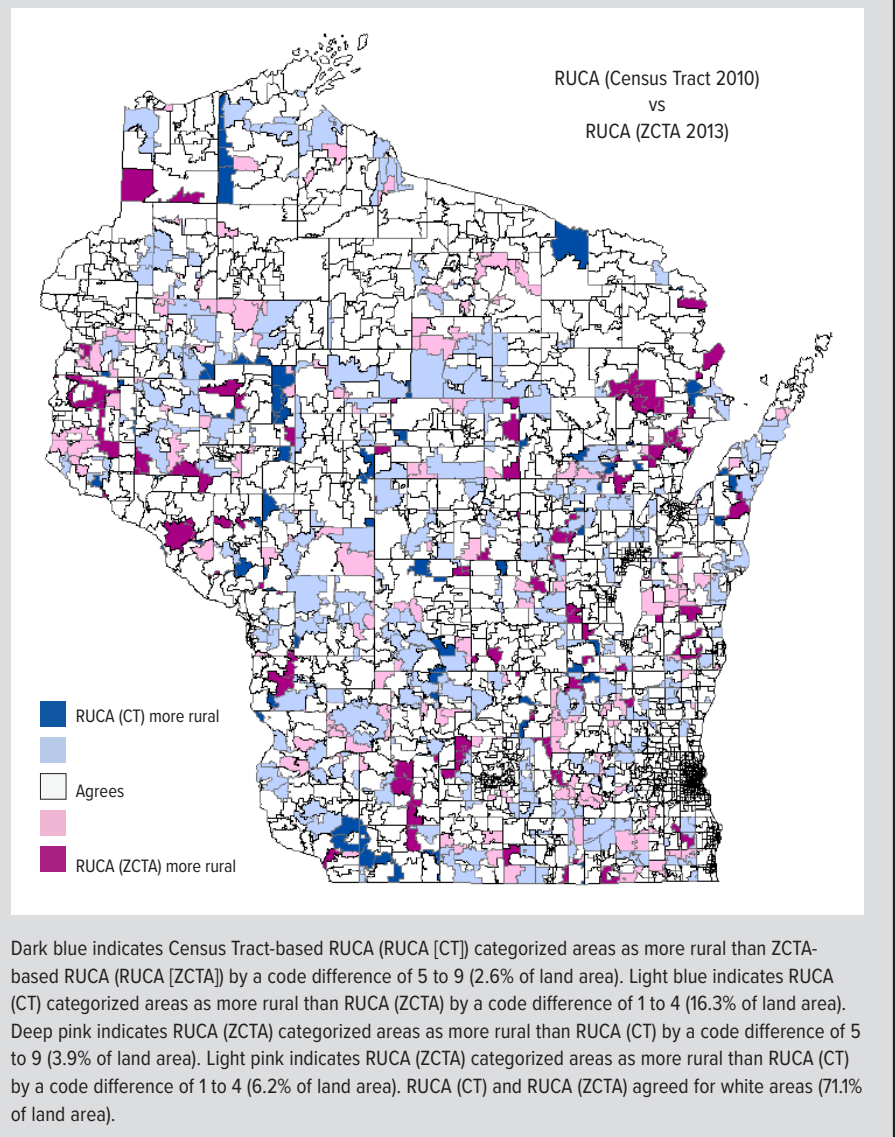 RUCA (Census Tract 2010)
vs
RUCA (ZCTA 2013)
RUCA (CT) more rural
Agrees
RUCA (ZCTA) more rural
Dark blue indicates Census Tract-based RUCA (RUCA [CT]) categorized areas as more rural than ZCTA-
based RUCA (RUCA [ZCTA]) by a code difference of 5 to 9 (2.6% of land area). Light blue indicates RUCA
(CT) categorized areas as more rural than RUCA (ZCTA) by a code difference of 1 to 4 (16.3% of land area).
Deep pink indicates RUCA (ZCTA) categorized areas as more rural than RUCA (CT) by a code difference of 5
to 9 (3.9% of land area). Light pink indicates RUCA (ZCTA) categorized areas as more rural than RUCA (CT)
by a code difference of 1 to 4 (6.2% of land area). RUCA (CT) and RUCA (ZCTA) agreed for white areas (71.1%
of land area).